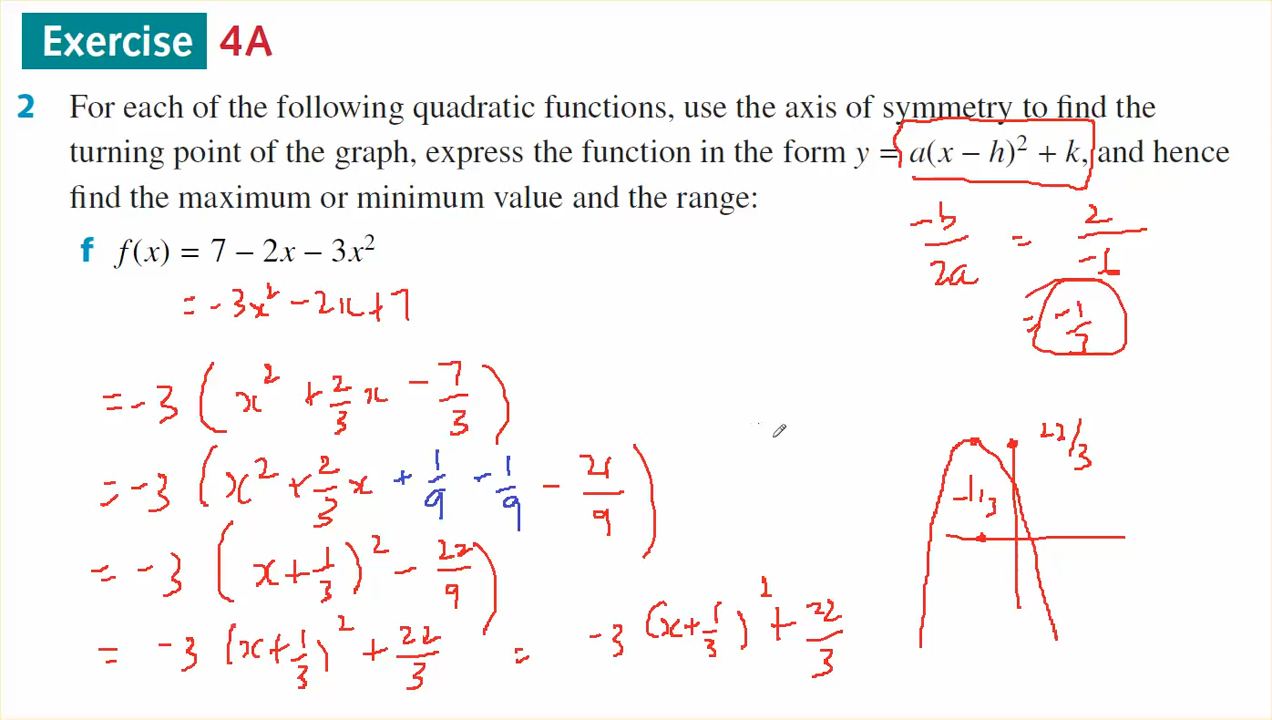 Exercise 4A
2 For each of the following quadratic functions, use the axis of symmetry to find the
turning point of the graph, express the function in the form y = a(x − h)² + k, and hence
find the maximum or minimum value and the range:
f f(x) = 7 − 2x − 3x²
= -3x² - 2x + 7
-b/2a = 2/-1
= -1/3
= -3 (x² + 2/3 x - 7/3)
= -3 (x² + 2/3 x + 1/9 - 1/9 - 21/9)
= -3 (x + 1/3)² - 22/9)
= -3 (x + 1/3)² + 22/3 = -3 (x + 1/3)² + 22/3
22/3
-1/3